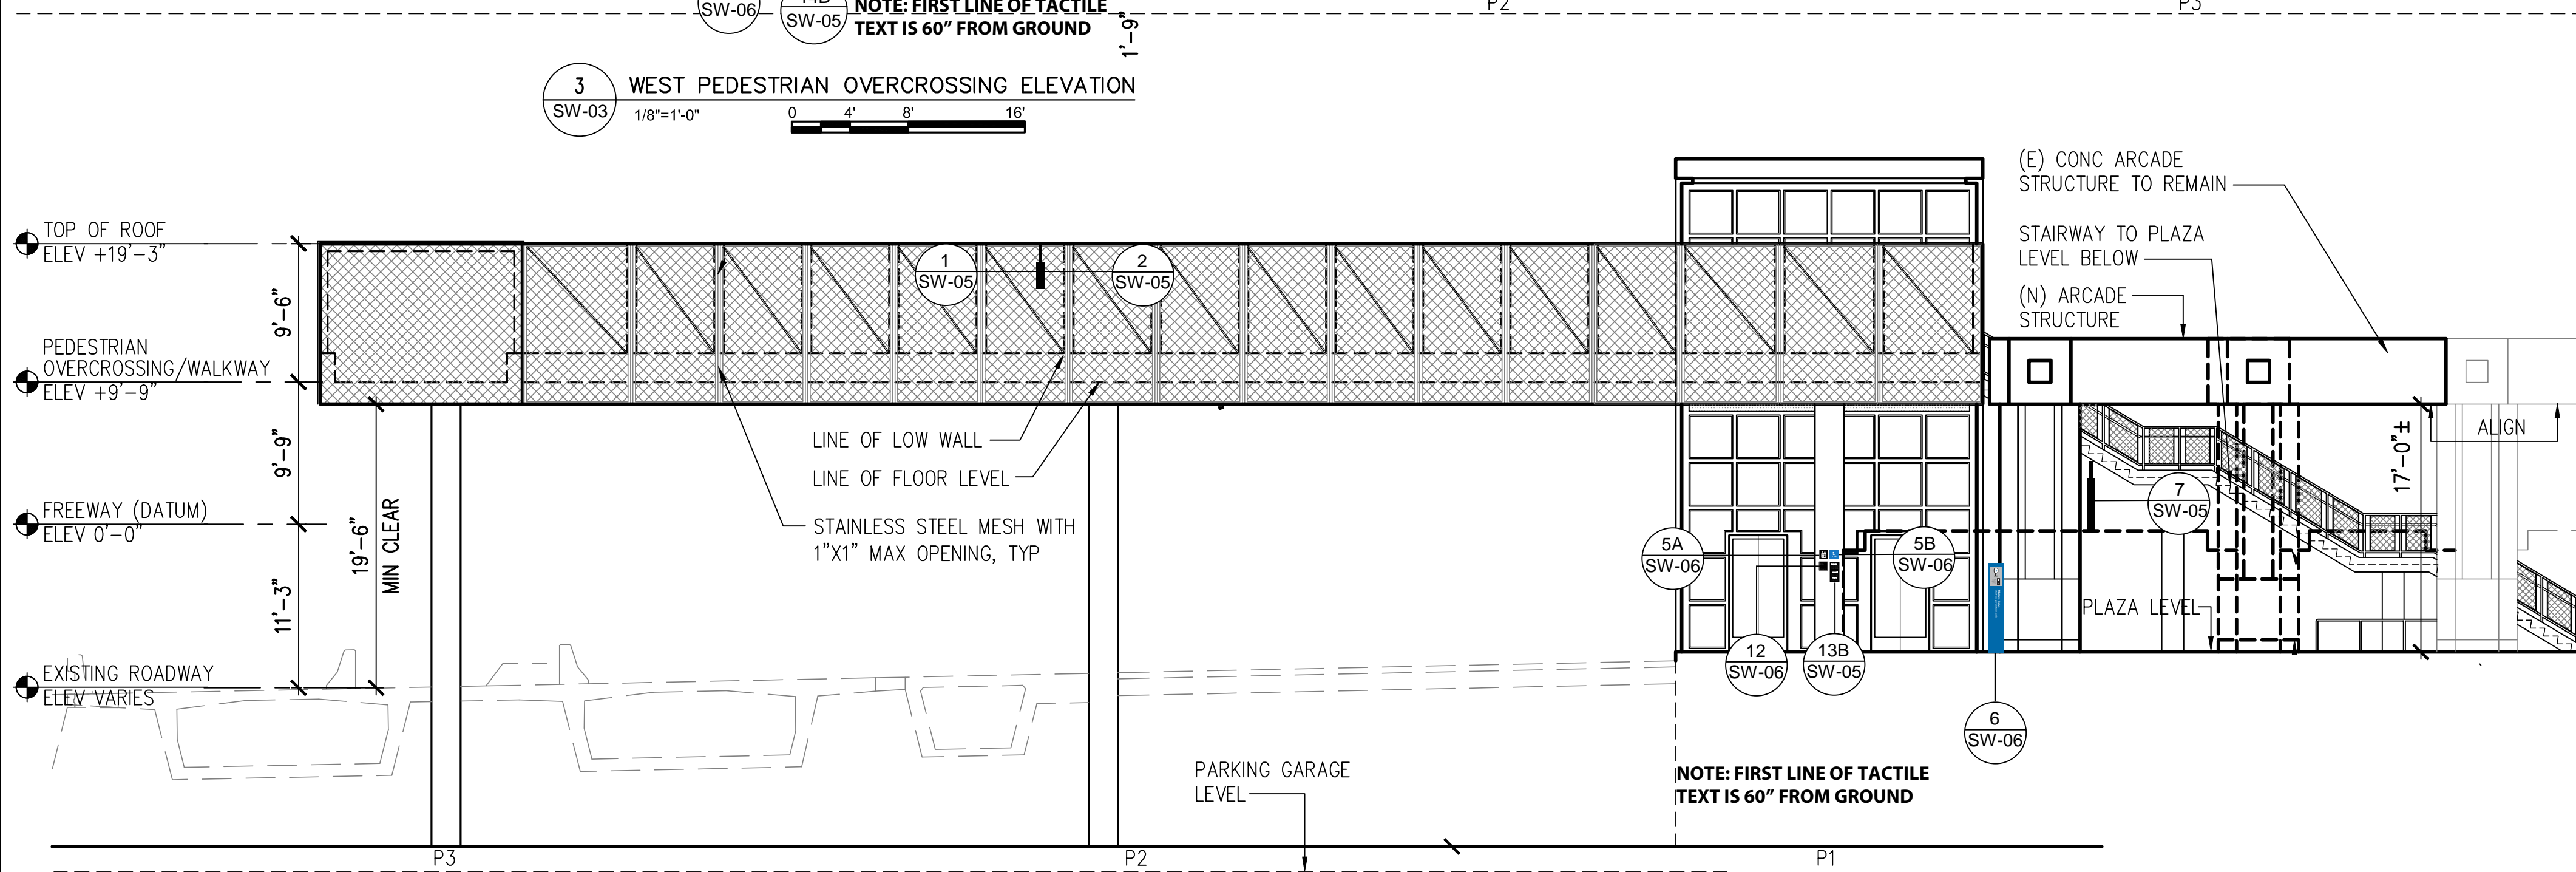 P2
P3
SW-06
SW-05
NOTE: FIRST LINE OF TACTILE
TEXT IS 60" FROM GROUND
1'-9"
3
SW-03
WEST PEDESTRIAN OVERCROSSING ELEVATION
1/8"=1'-0"
0 4' 8' 16'
(E) CONC ARCADE
STRUCTURE TO REMAIN
STAIRWAY TO PLAZA
LEVEL BELOW
(N) ARCADE
STRUCTURE
TOP OF ROOF
ELEV +19'-3"
9'-6"
PEDESTRIAN
OVERCROSSING/WALKWAY
ELEV +9'-9"
9'-9"
FREEWAY (DATUM)
ELEV 0'-0"
11'-3"
19'-6"
MIN CLEAR
EXISTING ROADWAY
ELEV VARIES
1
SW-05
2
SW-05
LINE OF LOW WALL
LINE OF FLOOR LEVEL
STAINLESS STEEL MESH WITH
1"X1" MAX OPENING, TYP
5A
SW-06
5B
SW-06
12
SW-06
13B
SW-05
7
SW-05
17'-0"±
ALIGN
PLAZA LEVEL
6
SW-06
PARKING GARAGE
LEVEL
NOTE: FIRST LINE OF TACTILE
TEXT IS 60" FROM GROUND
P3
P2
P1